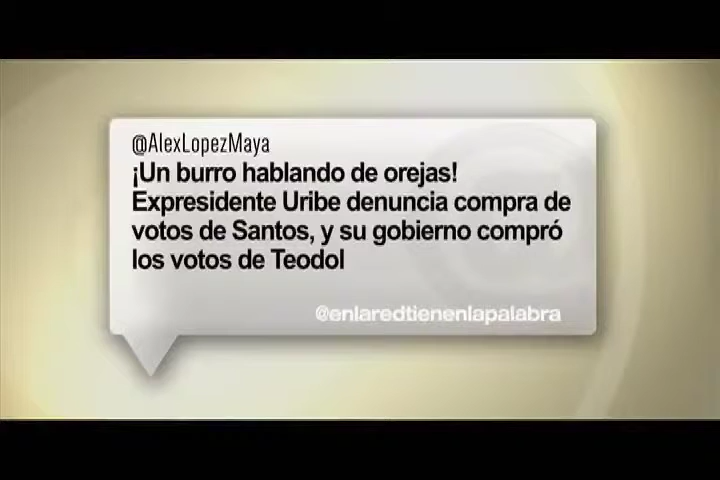 @AlexLopezMaya
¡Un burro hablando de orejas!
Expresidente Uribe denuncia compra de
votos de Santos, y su gobierno compró
los votos de Teodol
@enlaredtienenlapalabra